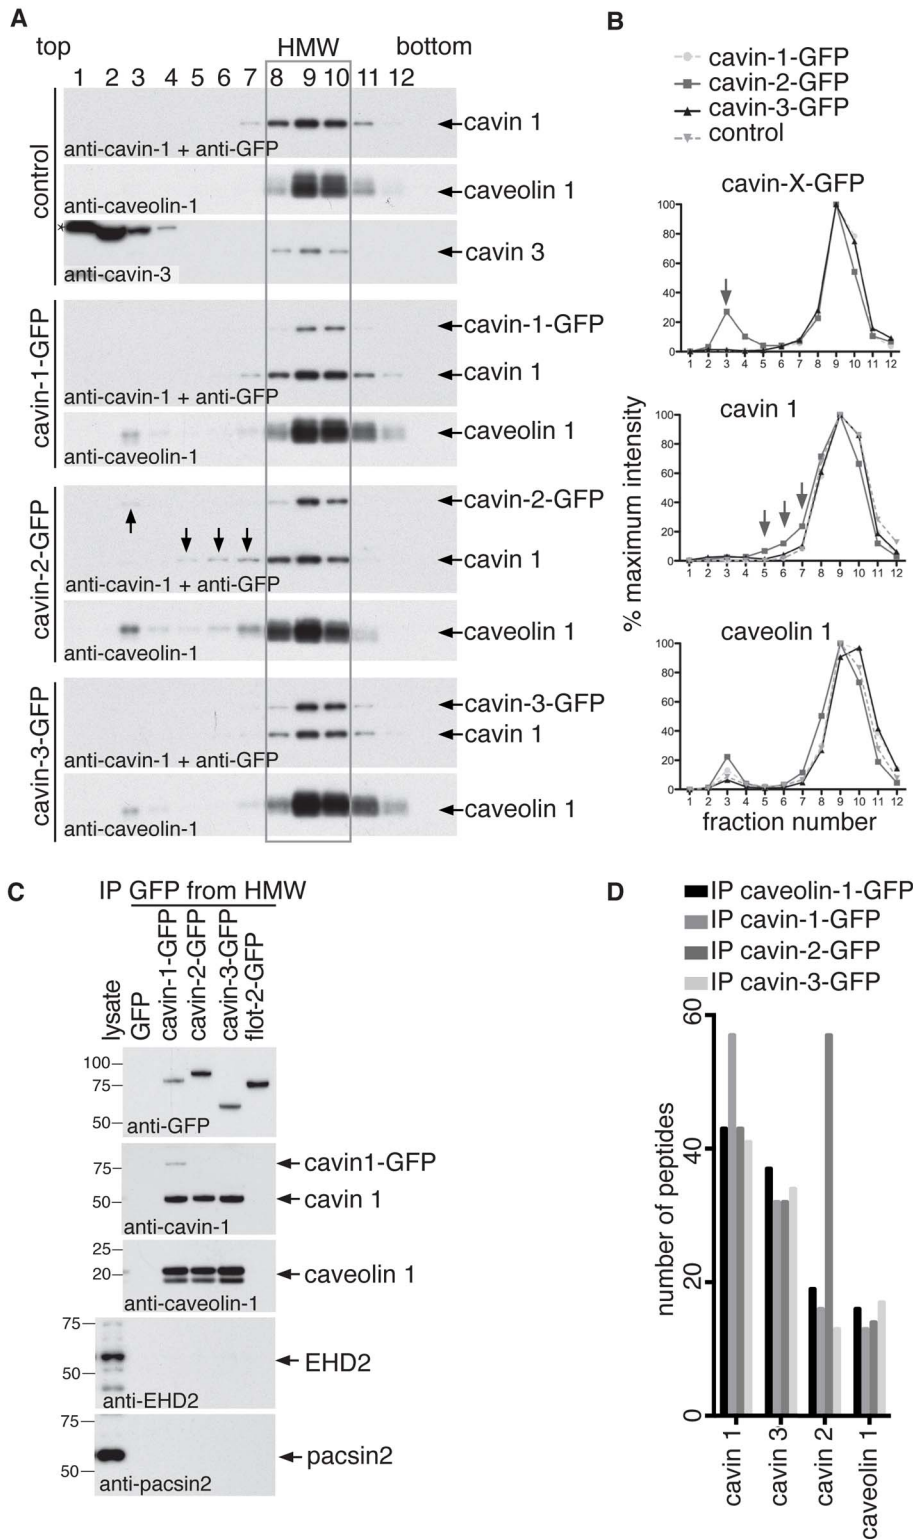 A
top HMW bottom
1 2 3 4 5 6 7 8 9 10 11 12
control
cavin 1
anti-cavin-1 + anti-GFP
caveolin 1
anti-caveolin-1
*
cavin 3
anti-cavin-3
cavin-1-GFP
cavin-1-GFP
cavin 1
anti-cavin-1 + anti-GFP
caveolin 1
anti-caveolin-1
cavin-2-GFP
cavin-2-GFP
cavin 1
anti-cavin-1 + anti-GFP
caveolin 1
anti-caveolin-1
cavin-3-GFP
cavin-3-GFP
cavin 1
anti-cavin-1 + anti-GFP
caveolin 1
anti-caveolin-1
B
cavin-1-GFP
cavin-2-GFP
cavin-3-GFP
control
% maximum intensity
cavin-X-GFP
100
80
60
40
20
0
1 2 3 4 5 6 7 8 9 10 11 12
cavin 1
100
80
60
40
20
0
1 2 3 4 5 6 7 8 9 10 11 12
caveolin 1
100
80
60
40
20
0
1 2 3 4 5 6 7 8 9 10 11 12
fraction number
C
IP GFP from HMW
lysate
GFP
cavin-1-GFP
cavin-2-GFP
cavin-3-GFP
flot-2-GFP
100
75
50
anti-GFP
75
cavin1-GFP
50
cavin 1
anti-cavin-1
25
20
caveolin 1
anti-caveolin-1
75
EHD2
50
anti-EHD2
75
pacsin2
50
anti-pacsin2
D
IP caveolin-1-GFP
IP cavin-1-GFP
IP cavin-2-GFP
IP cavin-3-GFP
number of peptides
60
40
20
0
cavin 1
cavin 3
cavin 2
caveolin 1